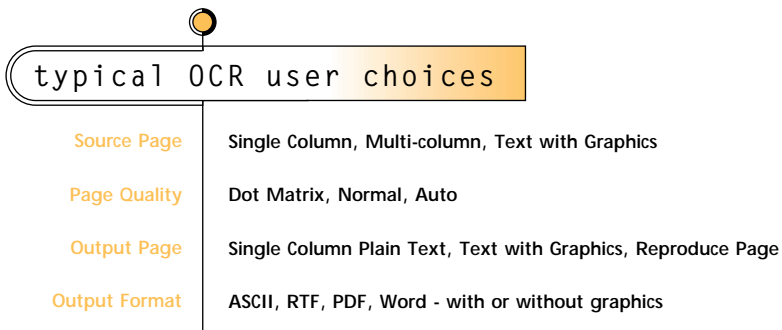 typical OCR user choices
Source Page Single Column, Multi-column, Text with Graphics
Page Quality Dot Matrix, Normal, Auto
Output Page Single Column Plain Text, Text with Graphics, Reproduce Page
Output Format ASCII, RTF, PDF, Word - with or without graphics